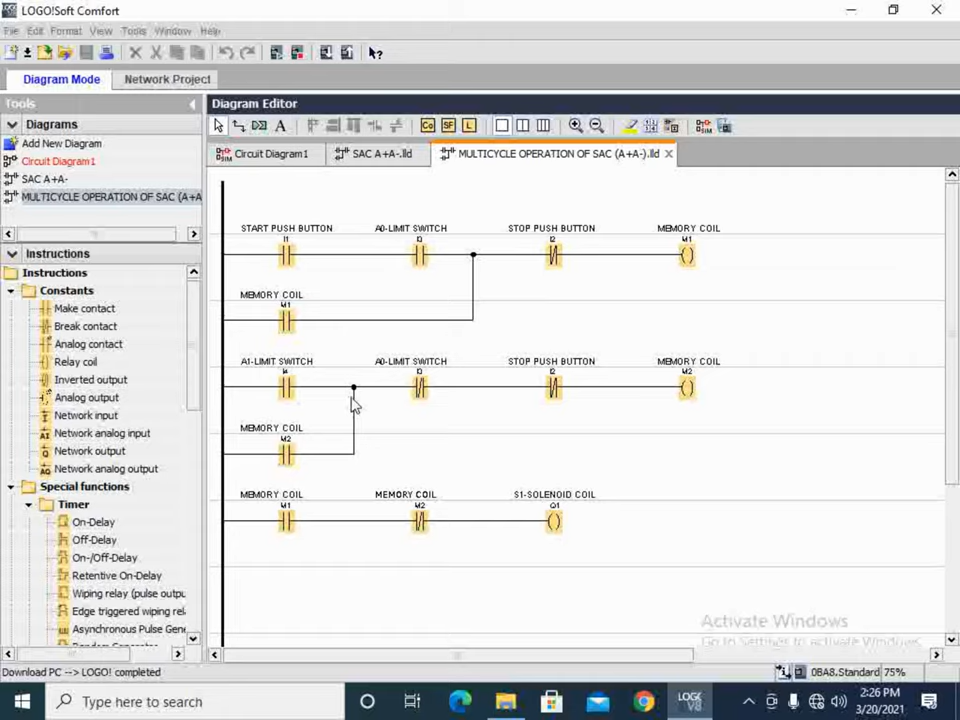 LOGO!Soft Comfort
File Edit Format View Tools Window Help
Diagram Mode
Network Project
Tools
Diagram Editor
Diagrams
Add New Diagram
Circuit Diagram1
SAC A+A-
MULTICYCLE OPERATION OF SAC (A+A
Co SF L
Circuit Diagram1
SAC A+A-.lld
MULTICYCLE OPERATION OF SAC (A+A-).lld
Instructions
Instructions
Constants
Make contact
Break contact
Analog contact
Relay coil
Inverted output
Analog output
Network input
Network analog input
Network output
Network analog output
Special functions
Timer
On-Delay
Off-Delay
On-/Off-Delay
Retentive On-Delay
Wiping relay (pulse outpu
Edge triggered wiping rela
Asynchronous Pulse Gene
START PUSH BUTTON
A0-LIMIT SWITCH
STOP PUSH BUTTON
MEMORY COIL
I1
I3
I2
M1
MEMORY COIL
M1
A1-LIMIT SWITCH
A0-LIMIT SWITCH
STOP PUSH BUTTON
MEMORY COIL
I4
I3
I2
M2
MEMORY COIL
M2
MEMORY COIL
MEMORY COIL
S1-SOLENOID COIL
M1
M2
Q1
Activate Windows
Go to Settings to activate Windows.
Download PC --> LOGO! completed
0BA8.Standard 75%
Type here to search
2:26 PM
3/20/2021